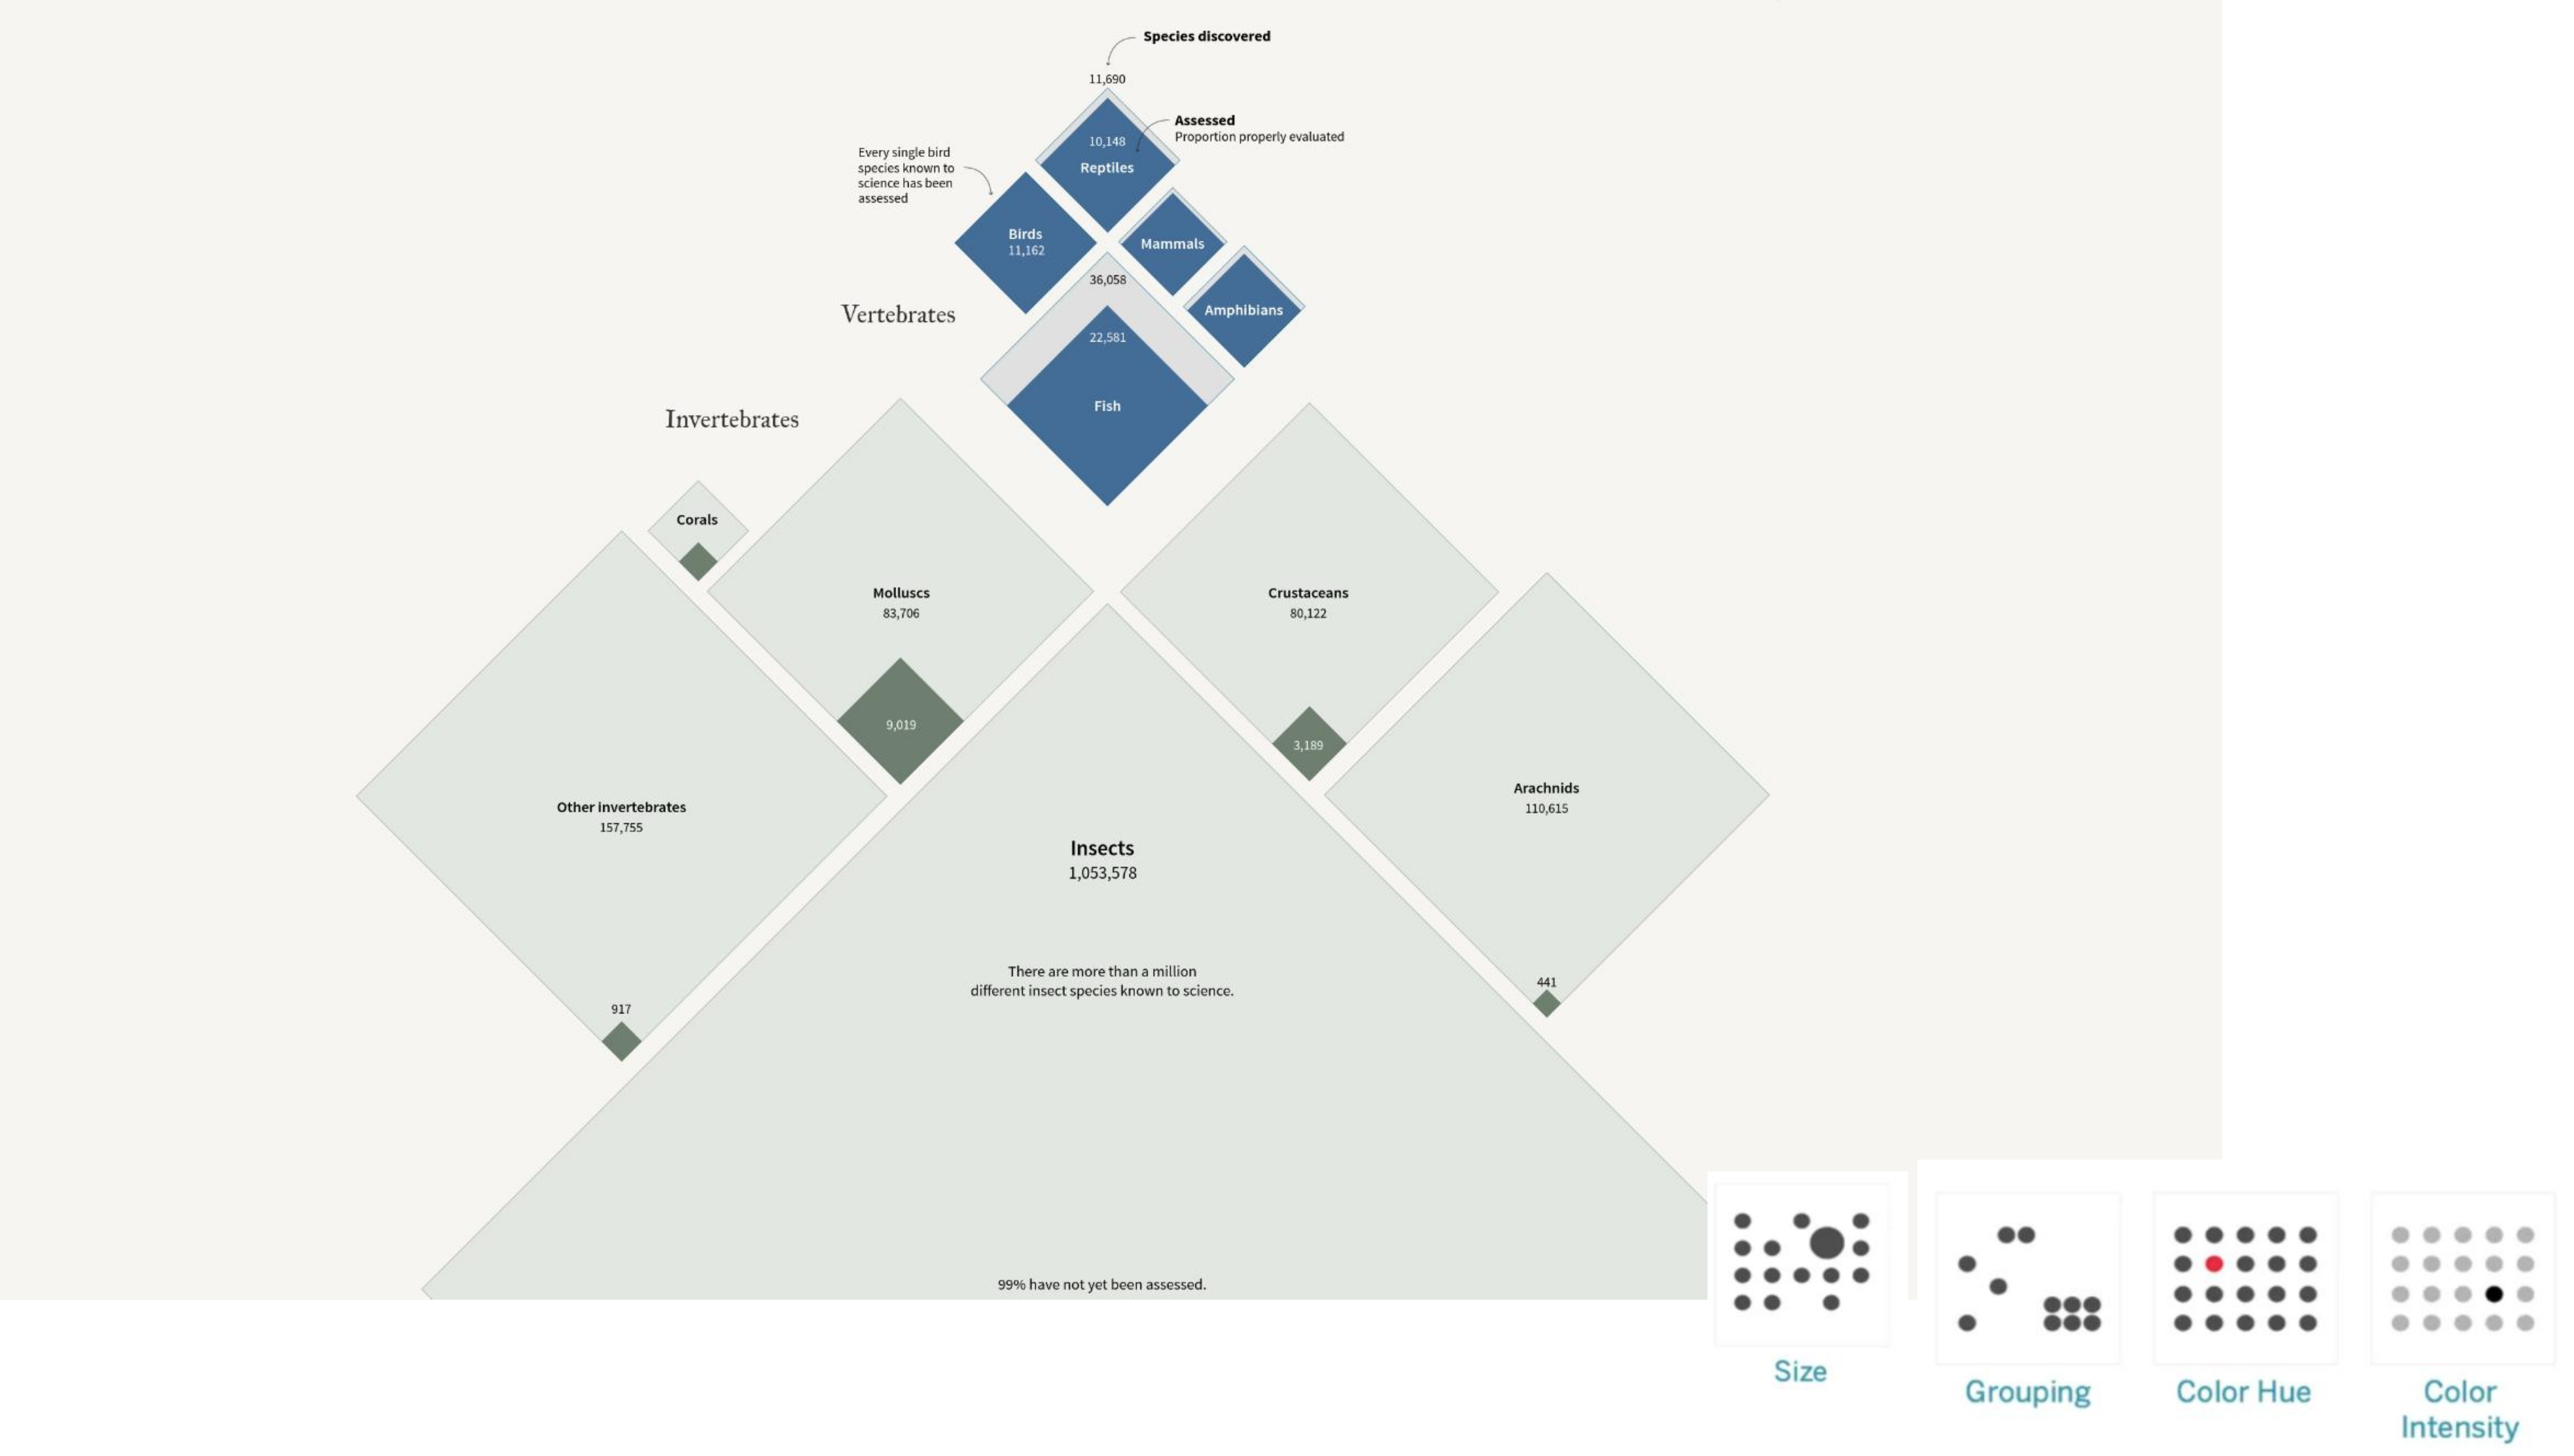 Species discovered
11,690
Assessed
Proportion properly evaluated
10,148
Reptiles
Every single bird
species known to
science has been
assessed
Birds
11,162
Mammals
36,058
Amphibians
Vertebrates
22,581
Fish
Invertebrates
Corals
Molluscs
83,706
Crustaceans
80,122
9,019
3,189
Arachnids
110,615
Other invertebrates
157,755
Insects
1,053,578
There are more than a million
different insect species known to science.
441
917
99% have not yet been assessed.
Size
Grouping
Color Hue
Color
Intensity